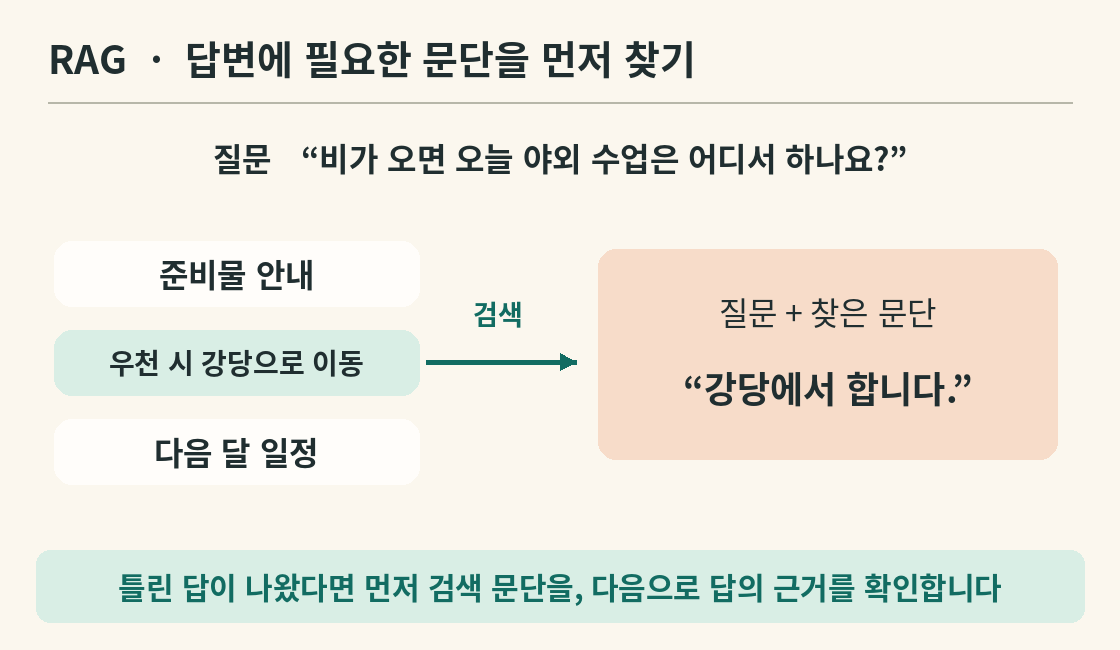 RAG · 답변에 필요한 문단을 먼저 찾기
질문 “비가 오면 오늘 야외 수업은 어디서 하나요?”
준비물 안내
우천 시 강당으로 이동
다음 달 일정
검색
질문 + 찾은 문단
“강당에서 합니다.”
틀린 답이 나왔다면 먼저 검색 문단을, 다음으로 답의 근거를 확인합니다